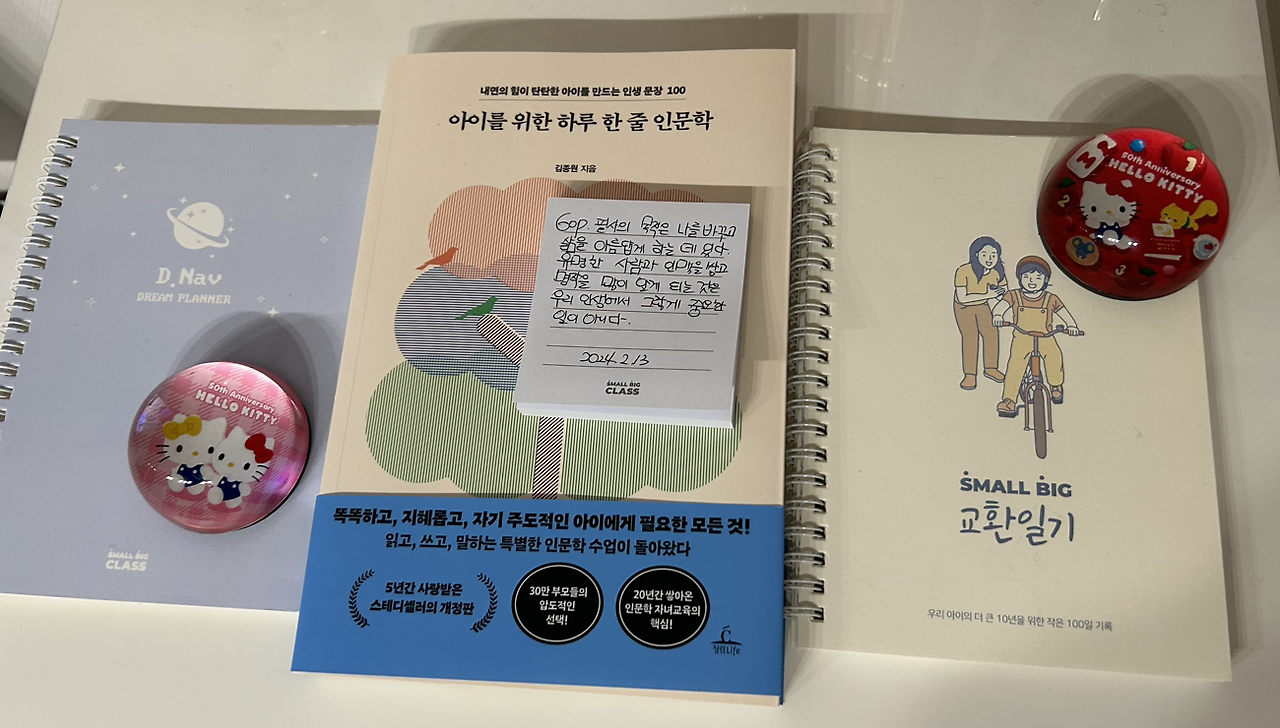 D.Nav
DREAM PLANNER
50th Anniversary
HELLO KITTY
SMALL BIG
CLASS
내면의 힘이 탄탄한 아이를 만드는 인생 문장 100
아이를 위한 하루 한 줄 인문학
김종원 지음
60p. 필서의 목적은 나를 바꾸고
삶을 아름답게 하는 데 있다.
유명한 사람과 인맥을 쌓고
명작을 많이 알게 되는 것은
우리 인생에서 그렇게 중요한
일이 아니다.
2024. 2. 13
SMALL BIG
CLASS
똑똑하고, 지혜롭고, 자기 주도적인 아이에게 필요한 모든 것!
읽고, 쓰고, 말하는 특별한 인문학 수업이 돌아왔다
5년간 사랑받은
스테디셀러의 개정판
30만 부모들의
압도적인
선택!
20년간 쌓아온
인문학 자녀교육의
핵심!
청림Life
50th Anniversary
HELLO KITTY
1
2
3
SMALL BIG
교환일기
우리 아이의 더 큰 10년을 위한 작은 100일 기록